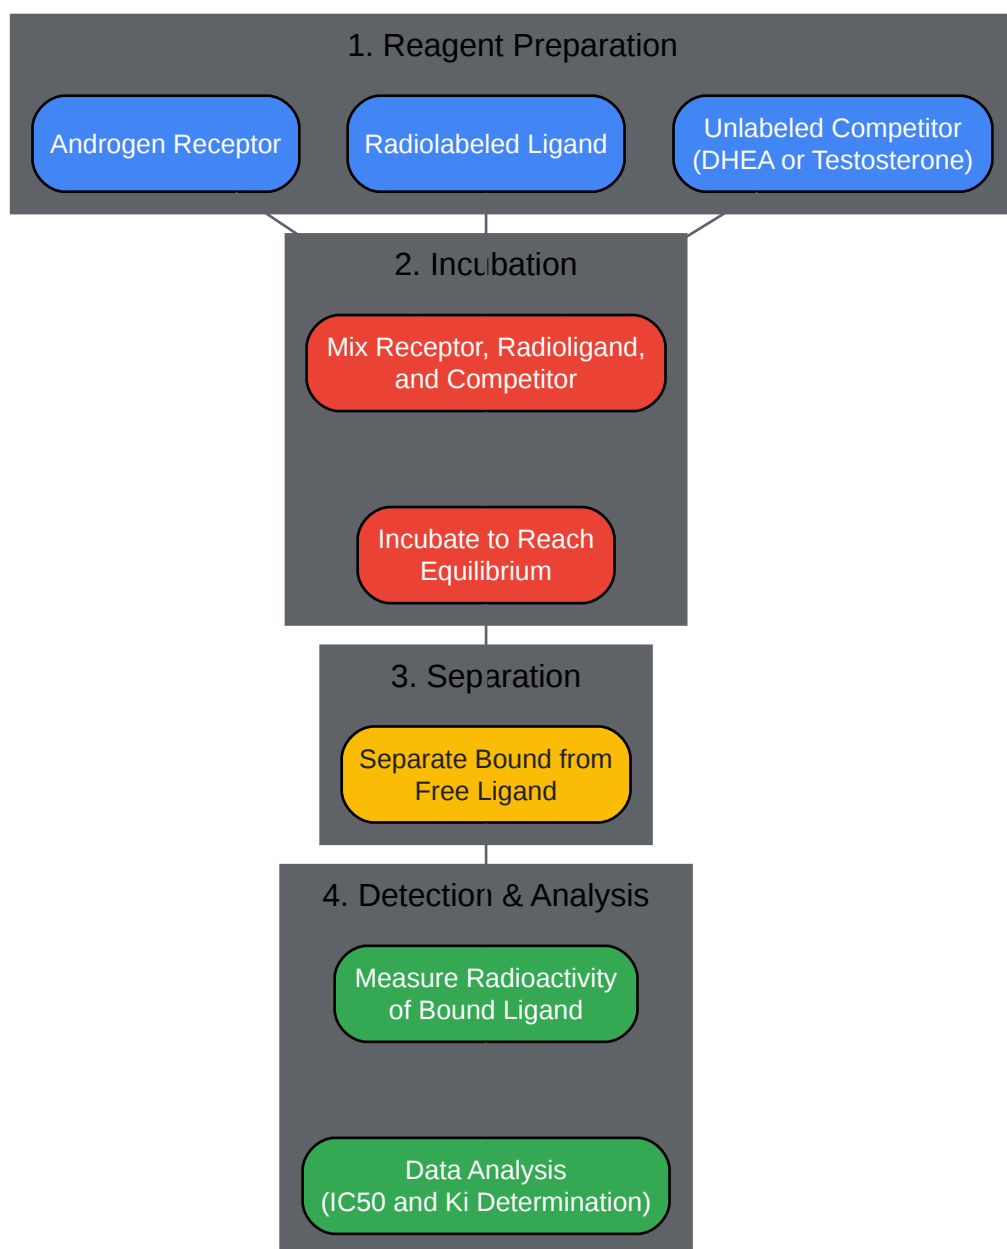 1. Reagent Preparation
Androgen Receptor
Radiolabeled Ligand
Unlabeled Competitor
(DHEA or Testosterone)
2. Incubation
Mix Receptor, Radioligand,
and Competitor
Incubate to Reach
Equilibrium
3. Separation
Separate Bound from
Free Ligand
4. Detection & Analysis
Measure Radioactivity
of Bound Ligand
Data Analysis
(IC50 and Ki Determination)